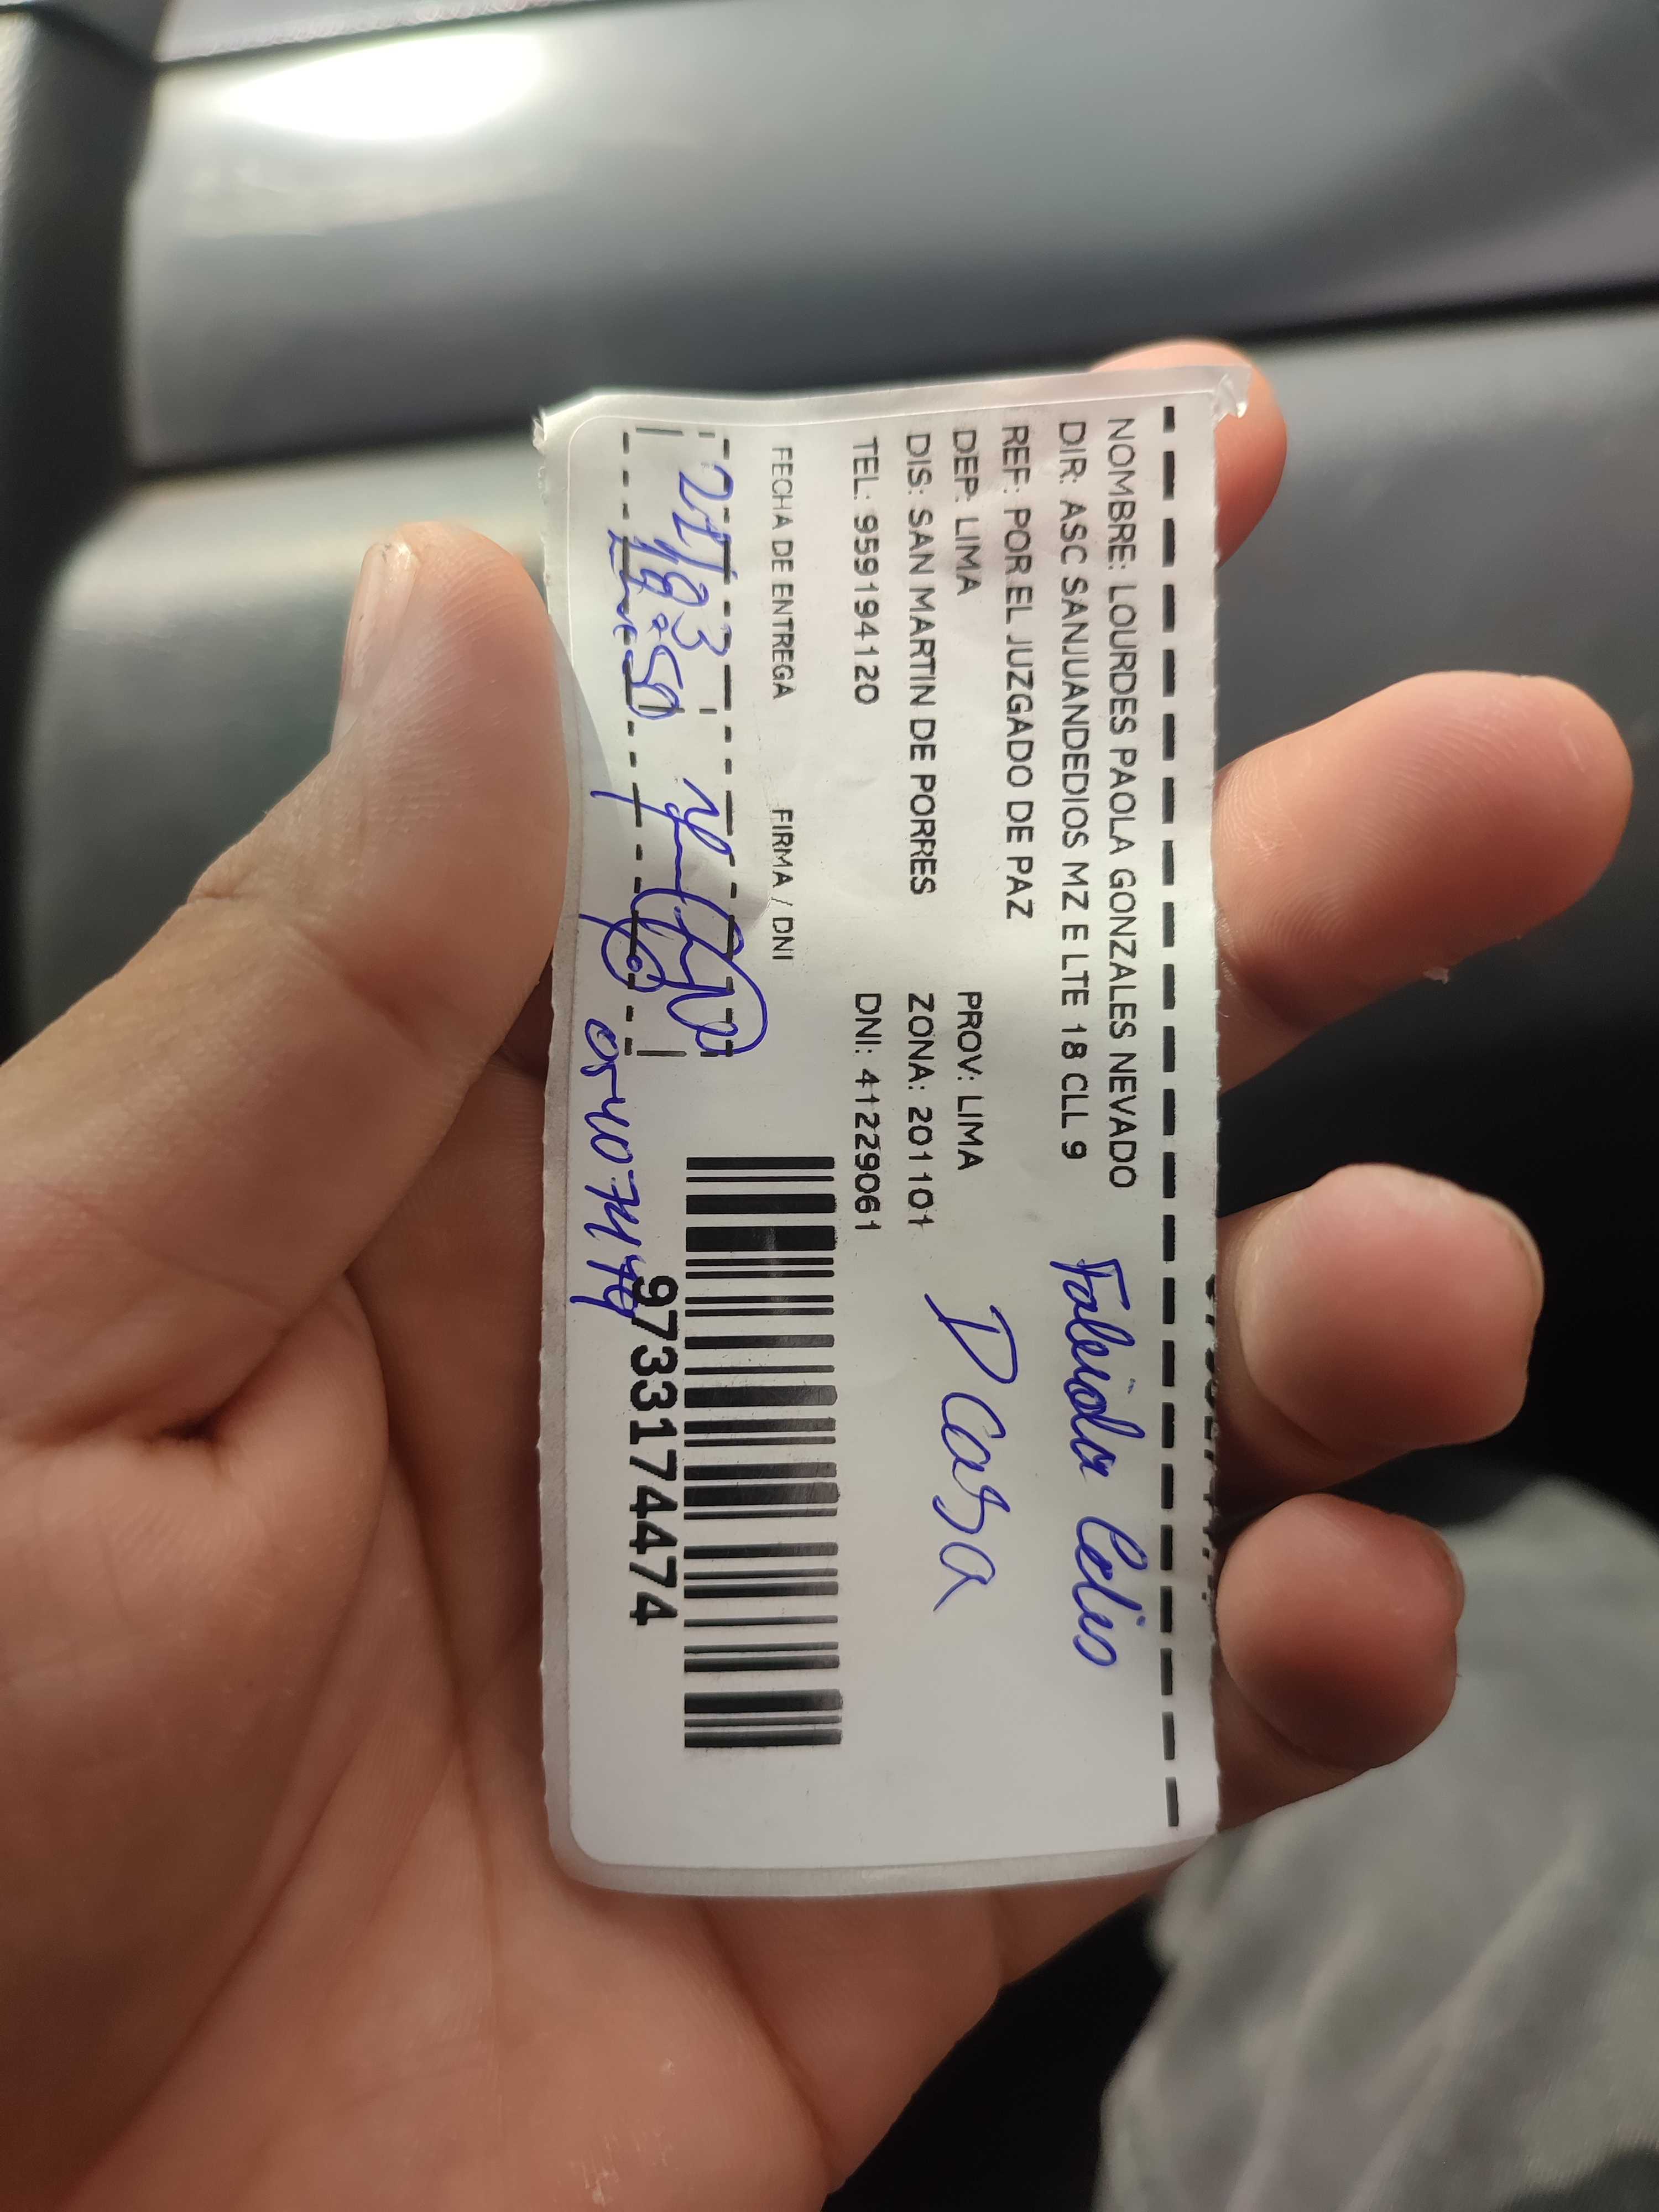 NOMBRE: LOURDES PAOLA GONZALES NEVADO
DIR: ASC SANJUANDEDIOS MZ E LTE 18 CLL 9
REF: POR EL JUZGADO DE PAZ
DEP: LIMA PROV: LIMA
DIS: SAN MARTIN DE PORRES ZONA: 201101
TEL: 959194120 DNI: 41229061
Fabiola Celis
D Casa
FECHA DE ENTREGA FIRMA / DNI
9733174474